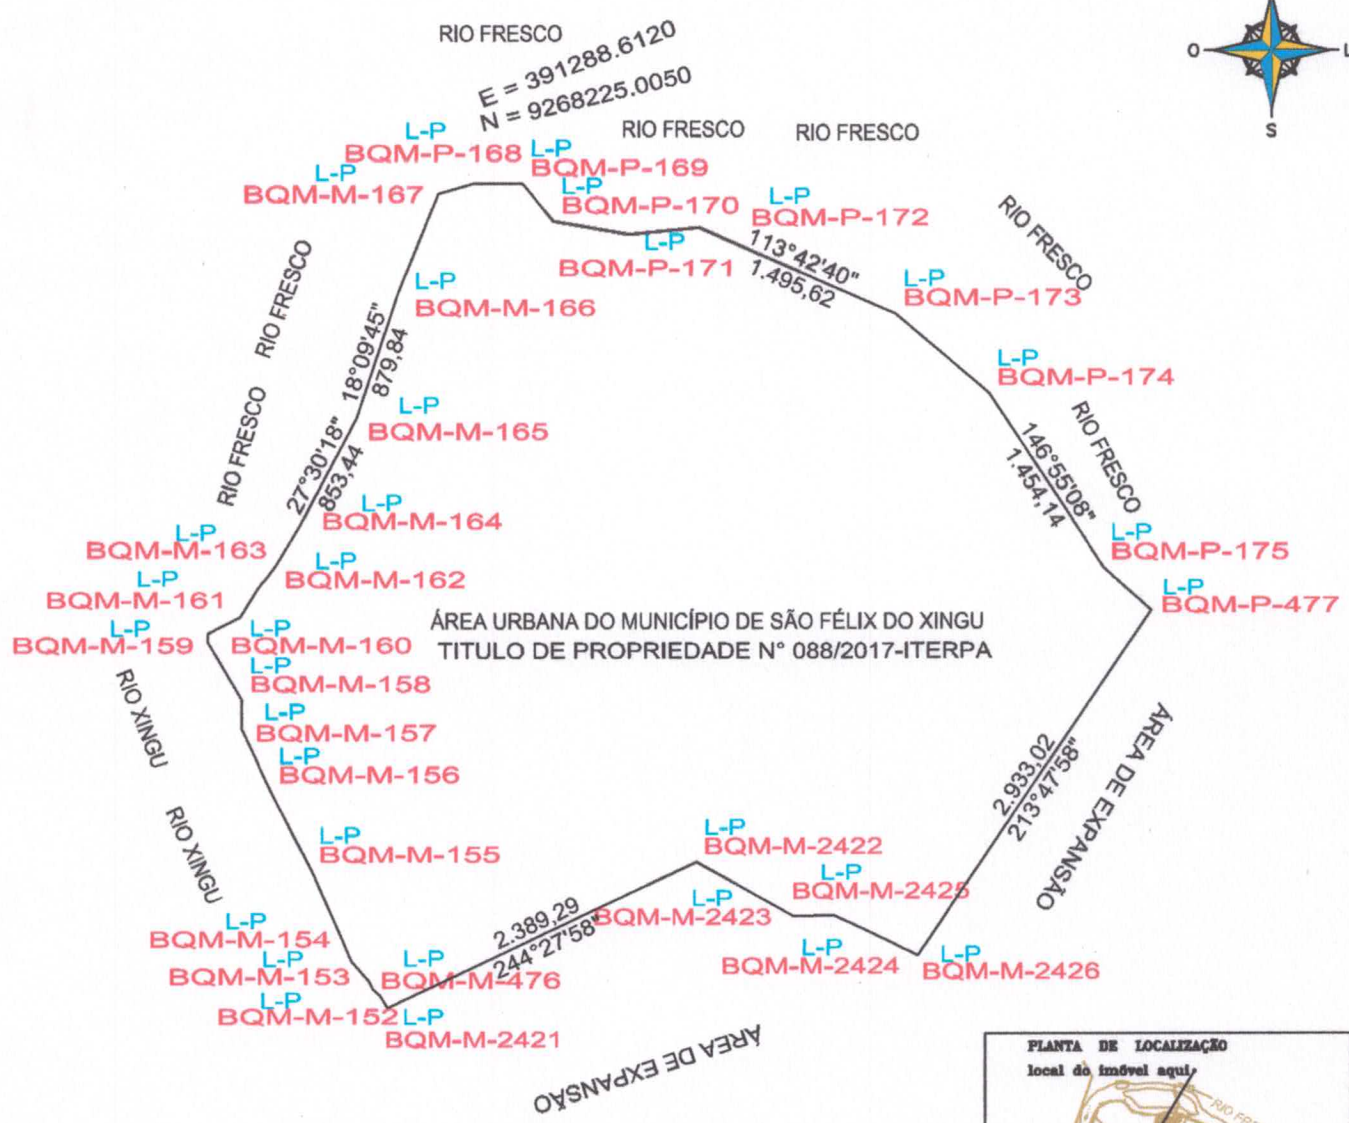 RIO FRESCO
E = 391288.6120
N = 9268225.0050
O
L
S
RIO FRESCO
RIO FRESCO
L-P
BQM-P-168
L-P
BQM-P-169
L-P
BQM-M-167
L-P
BQM-P-170
L-P
BQM-P-172
L-P
BQM-P-171
113°42'40"
1.495,62
RIO FRESCO
L-P
BQM-P-173
RIO FRESCO
L-P
BQM-M-166
18°09'45"
879,84
L-P
BQM-P-174
L-P
BQM-M-165
RIO FRESCO
27°30'18"
853,44
146°55'08"
1.454,14
RIO FRESCO
L-P
BQM-M-164
L-P
BQM-M-163
L-P
BQM-P-175
L-P
BQM-M-162
L-P
BQM-M-161
L-P
BQM-P-477
L-P
BQM-M-159
L-P
BQM-M-160
ÁREA URBANA DO MUNICÍPIO DE SÃO FÉLIX DO XINGU
TITULO DE PROPRIEDADE N° 088/2017-ITERPA
L-P
BQM-M-158
RIO XINGU
L-P
BQM-M-157
L-P
BQM-M-156
2.933,02
213°47'58"
ÁREA DE EXPANSÃO
RIO XINGU
L-P
BQM-M-155
L-P
BQM-M-2422
L-P
BQM-M-2425
L-P
BQM-M-2423
2.389,29
244°27'58"
L-P
BQM-M-154
L-P
BQM-M-153
L-P
BQM-M-476
L-P
BQM-M-2424
L-P
BQM-M-2426
L-P
BQM-M-152
L-P
BQM-M-2421
ÁREA DE EXPANSÃO
PLANTA DE LOCALIZAÇÃO
local do imóvel aqui
RIO FRE